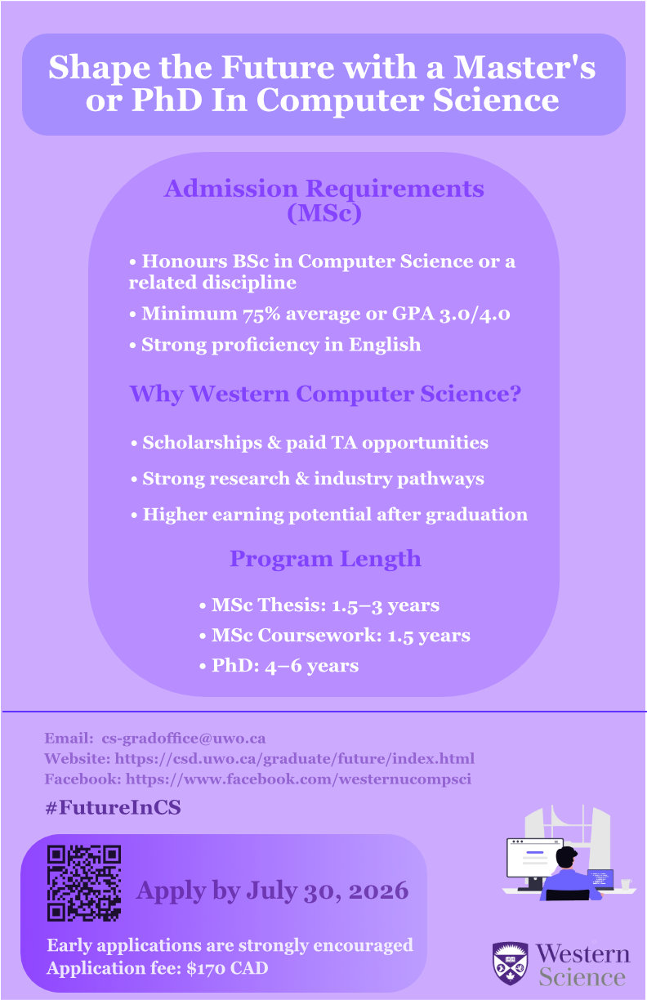 Shape the Future with a Master's
or PhD In Computer Science
Admission Requirements
(MSc)
• Honours BSc in Computer Science or a
related discipline
• Minimum 75% average or GPA 3.0/4.0
• Strong proficiency in English
Why Western Computer Science?
• Scholarships & paid TA opportunities
• Strong research & industry pathways
• Higher earning potential after graduation
Program Length
• MSc Thesis: 1.5–3 years
• MSc Coursework: 1.5 years
• PhD: 4–6 years
Email: cs-gradoffice@uwo.ca
Website: https://csd.uwo.ca/graduate/future/index.html
Facebook: https://www.facebook.com/westernucompsci
#FutureInCS
Apply by July 30, 2026
Early applications are strongly encouraged
Application fee: $170 CAD
Western
Science